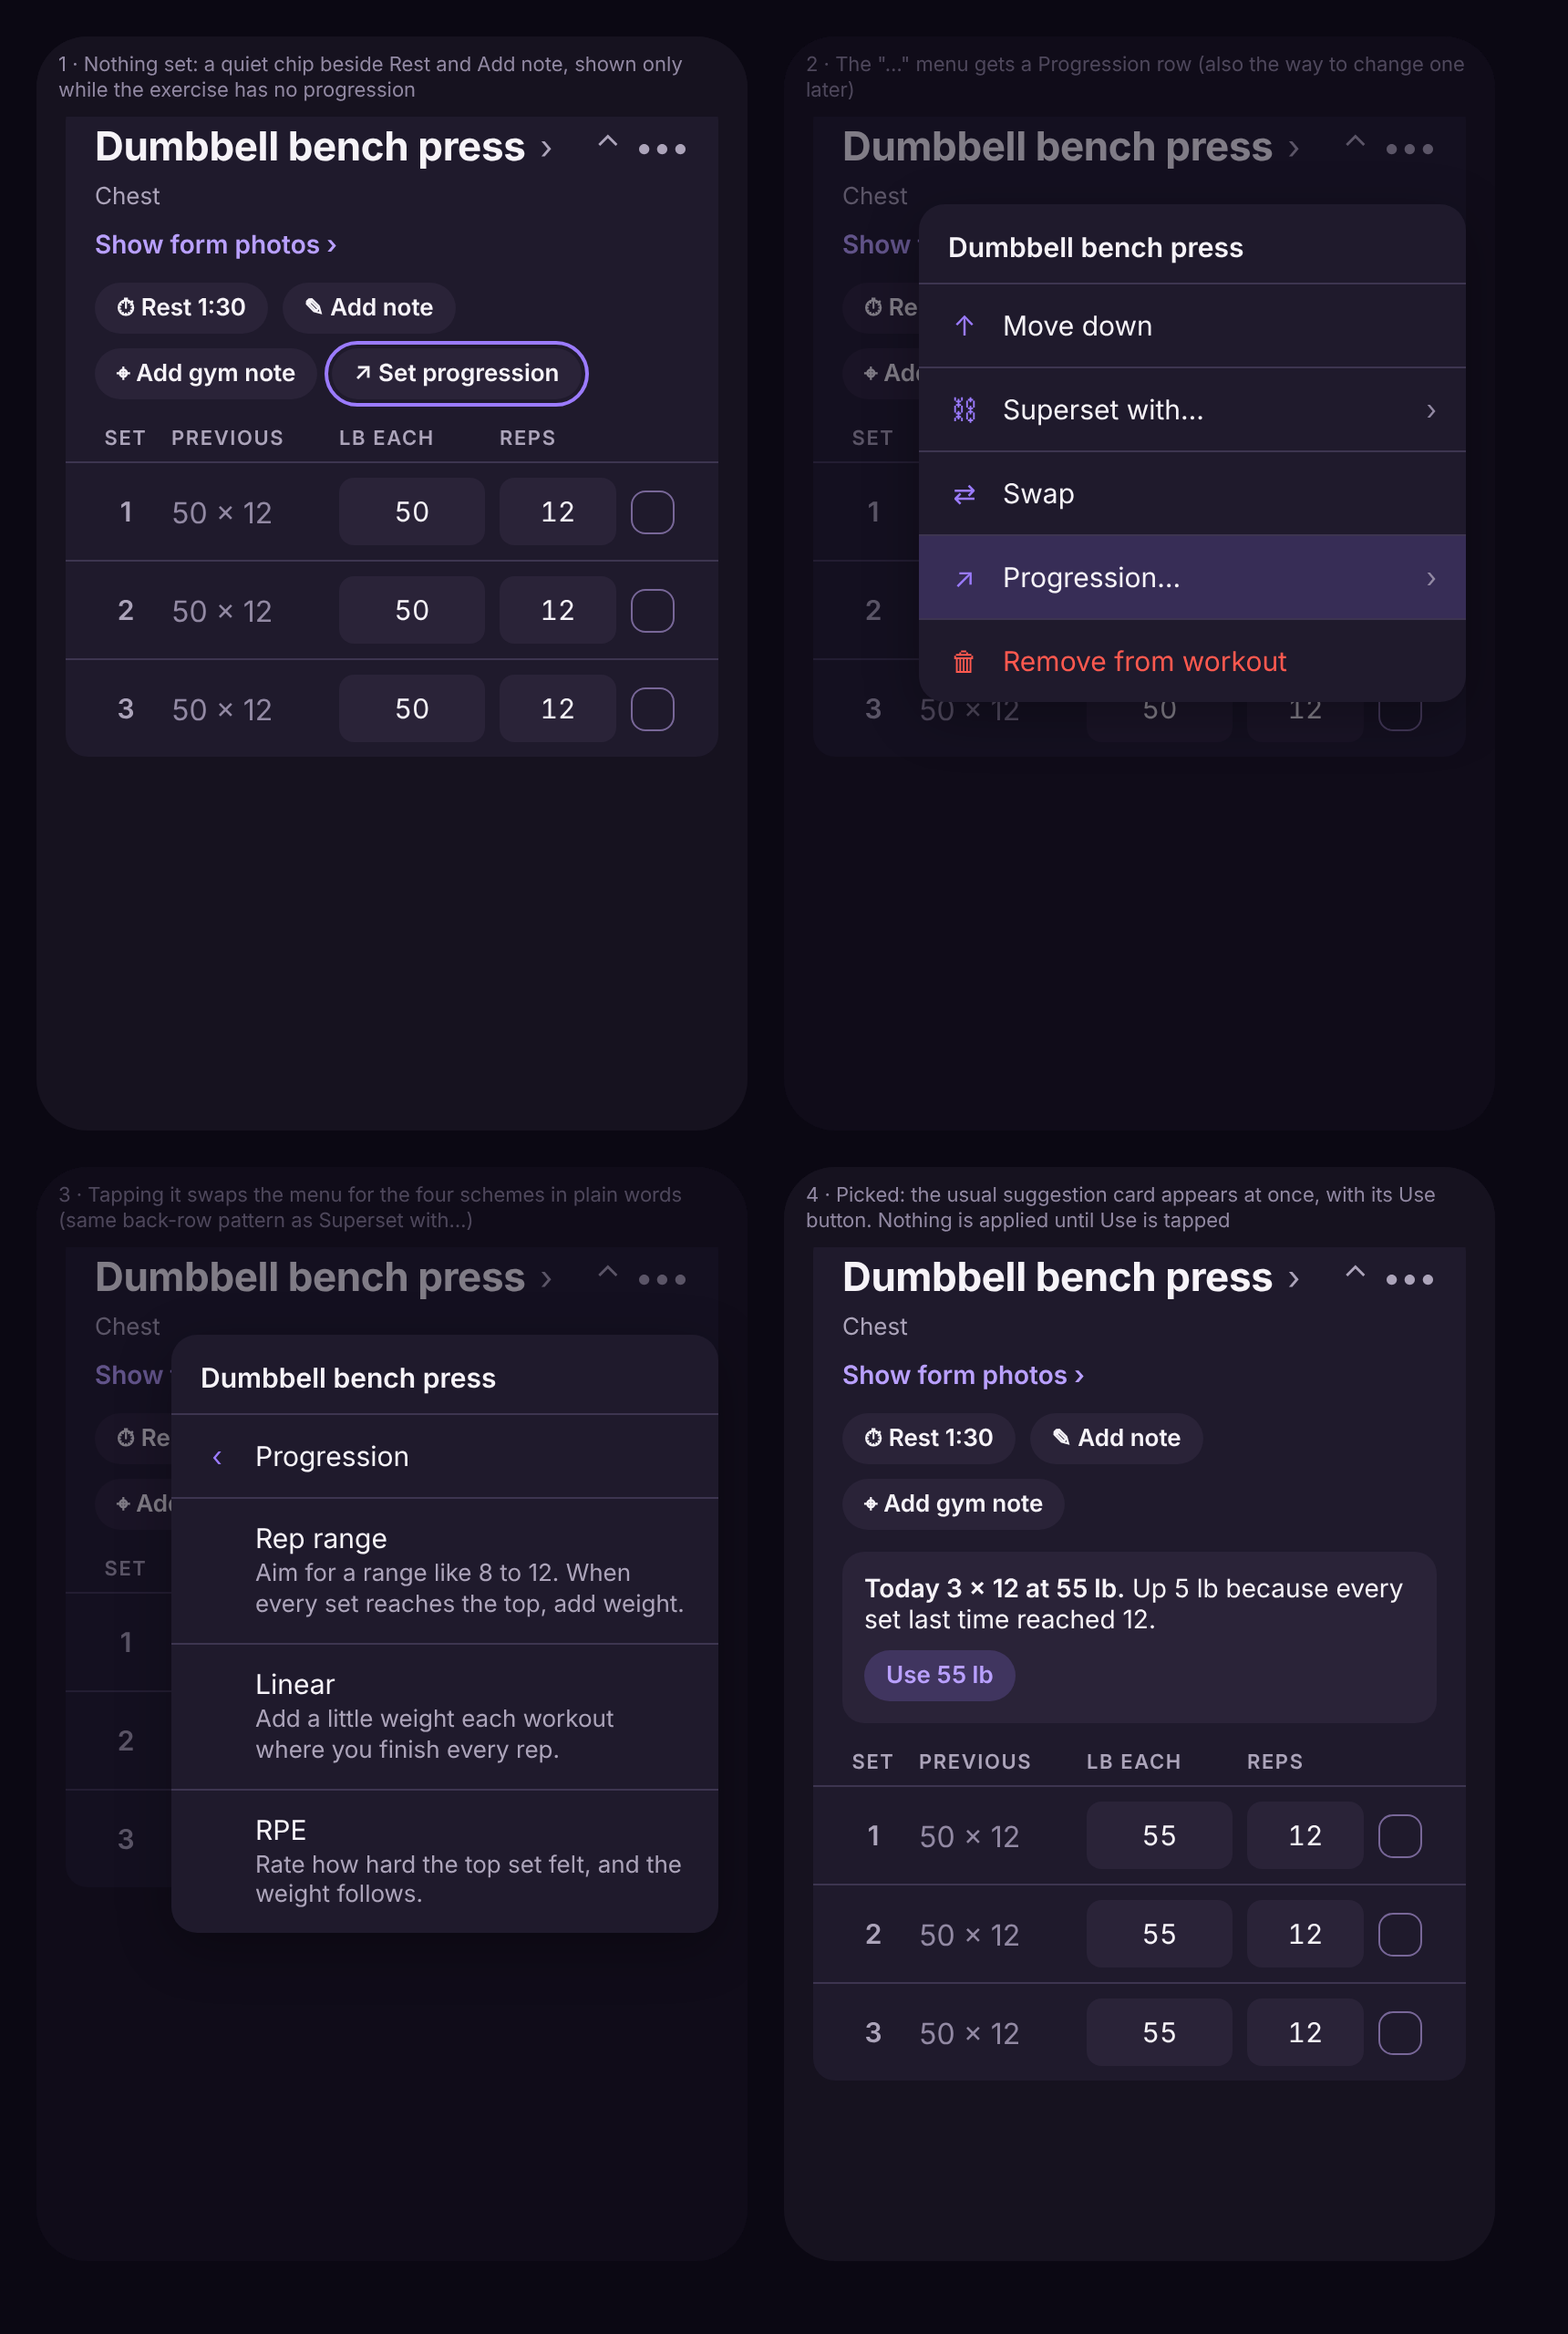 1 · Nothing set: a quiet chip beside Rest and Add note, shown only
while the exercise has no progression
Dumbbell bench press ›
Chest
Show form photos ›
Rest 1:30
Add note
Add gym note
Set progression
SET PREVIOUS LB EACH REPS
1 50 × 12 50 12
2 50 × 12 50 12
3 50 × 12 50 12
2 · The "..." menu gets a Progression row (also the way to change one
later)
Dumbbell bench press ›
Chest
Show
Re
Add
SET
1
2
3 50 × 12 50 12
Dumbbell bench press
Move down
Superset with... ›
Swap
Progression... ›
Remove from workout
3 · Tapping it swaps the menu for the four schemes in plain words
(same back-row pattern as Superset with...)
Dumbbell bench press ›
Chest
Show
Re
Add
SET
1
2
3
Dumbbell bench press
‹ Progression
Rep range
Aim for a range like 8 to 12. When
every set reaches the top, add weight.
Linear
Add a little weight each workout
where you finish every rep.
RPE
Rate how hard the top set felt, and the
weight follows.
4 · Picked: the usual suggestion card appears at once, with its Use
button. Nothing is applied until Use is tapped
Dumbbell bench press ›
Chest
Show form photos ›
Rest 1:30
Add note
Add gym note
Today 3 × 12 at 55 lb. Up 5 lb because every
set last time reached 12.
Use 55 lb
SET PREVIOUS LB EACH REPS
1 50 × 12 55 12
2 50 × 12 55 12
3 50 × 12 55 12